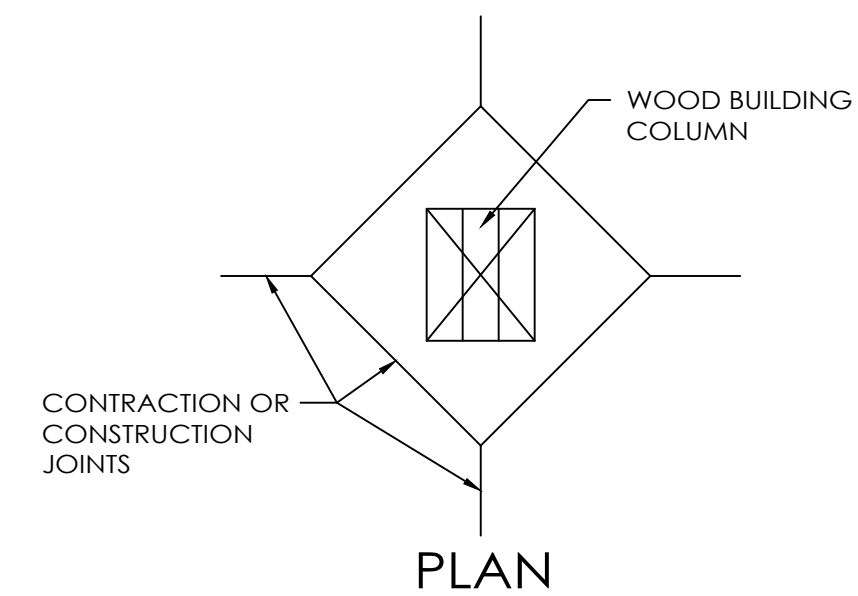 WOOD BUILDING
COLUMN
CONTRACTION OR
CONSTRUCTION
JOINTS
PLAN